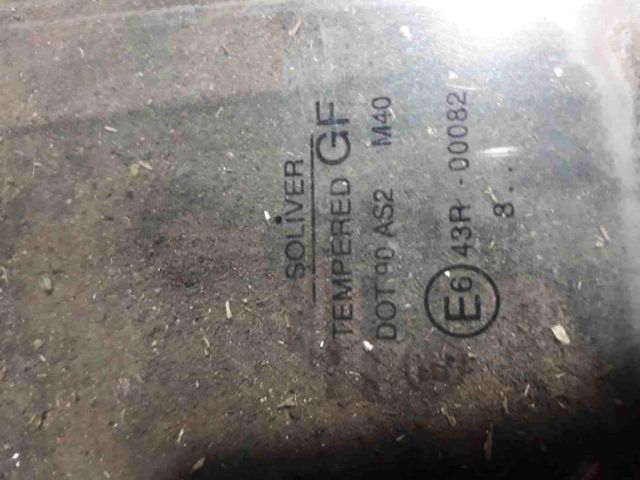 SOLIVER
TEMPERED GF
DOT 90 AS2 M40
E6 43R - 00082
8 . .